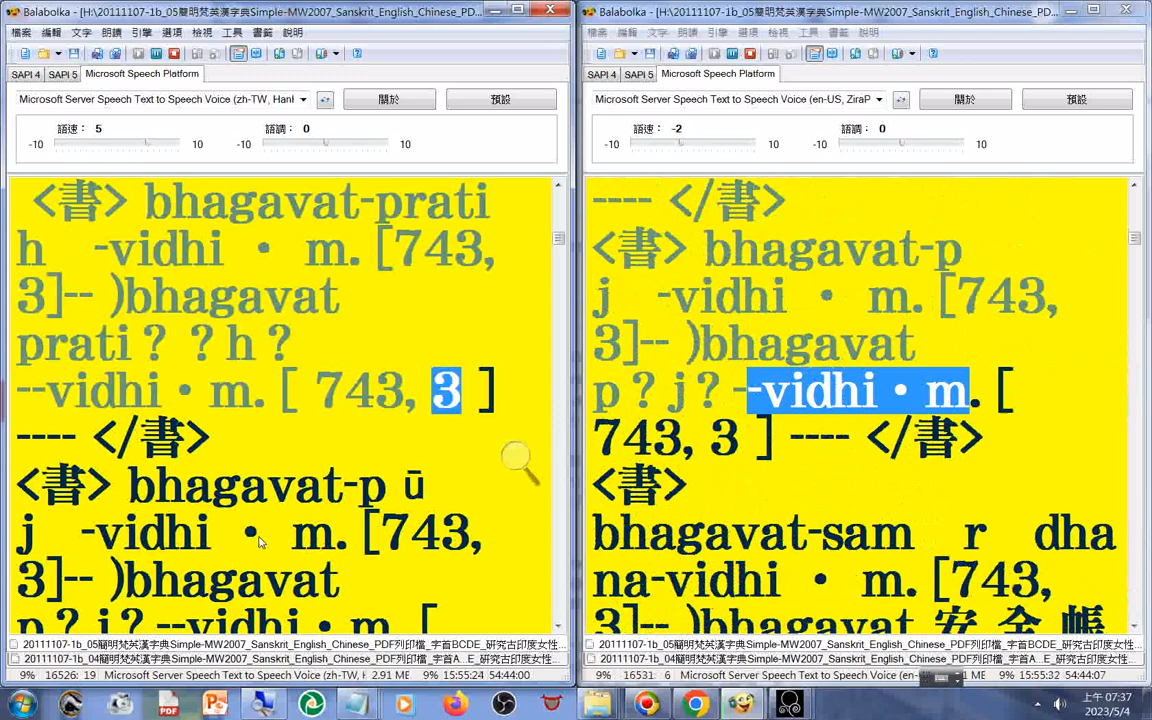 Balabolka - [H:\20111107-1b_05簡明梵英漢字典Simple-MW2007_Sanskrit_English_Chinese_PD...
檔案 編輯 文字 朗讀 引擎 選項 檢視 工具 書籤 說明
SAPI 4 SAPI 5 Microsoft Speech Platform
Microsoft Server Speech Text to Speech Voice (zh-TW, Hanl
關於 預設
語速： 5 語調： 0
-10 10 -10 10
<書> bhagavat-prati
h -vidhi • m. [743,
3]-- )bhagavat
prati？？h？
--vidhi • m. [ 743, 3 ]
---- </書>
<書> bhagavat-p ū
j -vidhi • m. [743,
3]-- )bhagavat
p？j？--vidhi • m. [
20111107-1b_05簡明梵英漢字典Simple-MW2007_Sanskrit_English_Chinese_PDF列印檔_字首BCDE_研究古印度女性...
20111107-1b_04簡明梵英漢字典Simple-MW2007_Sanskrit_English_Chinese_PDF列印檔_字首A...E_研究古印度女性...
9% 16526: 19 Microsoft Server Speech Text to Speech Voice (zh-TW, H 2.91 ME 9% 15:55:24 54:44:00
Balabolka - [H:\20111107-1b_05簡明梵英漢字典Simple-MW2007_Sanskrit_English_Chinese_PD...
檔案 編輯 文字 朗讀 引擎 選項 檢視 工具 書籤 說明
SAPI 4 SAPI 5 Microsoft Speech Platform
Microsoft Server Speech Text to Speech Voice (en-US, ZiraP
關於 預設
語速： -2 語調： 0
-10 10 -10 10
---- </書>
<書> bhagavat-p
j -vidhi • m. [743,
3]-- )bhagavat
p？j？--vidhi • m. [
743, 3 ] ---- </書>
<書>
bhagavat-sam r dha
na-vidhi • m. [743,
3]-- )bhagavat 安全帳
20111107-1b_05簡明梵英漢字典Simple-MW2007_Sanskrit_English_Chinese_PDF列印檔_字首BCDE_研究古印度女性...
20111107-1b_04簡明梵英漢字典Simple-MW2007_Sanskrit_English_Chinese_PDF列印檔_字首A...E_研究古印度女性...
9% 16531: 6 Microsoft Server Speech Text to Speech Voice ME 9% 15:55:32 54:44:07
PDF
上午 07:37
2023/5/4